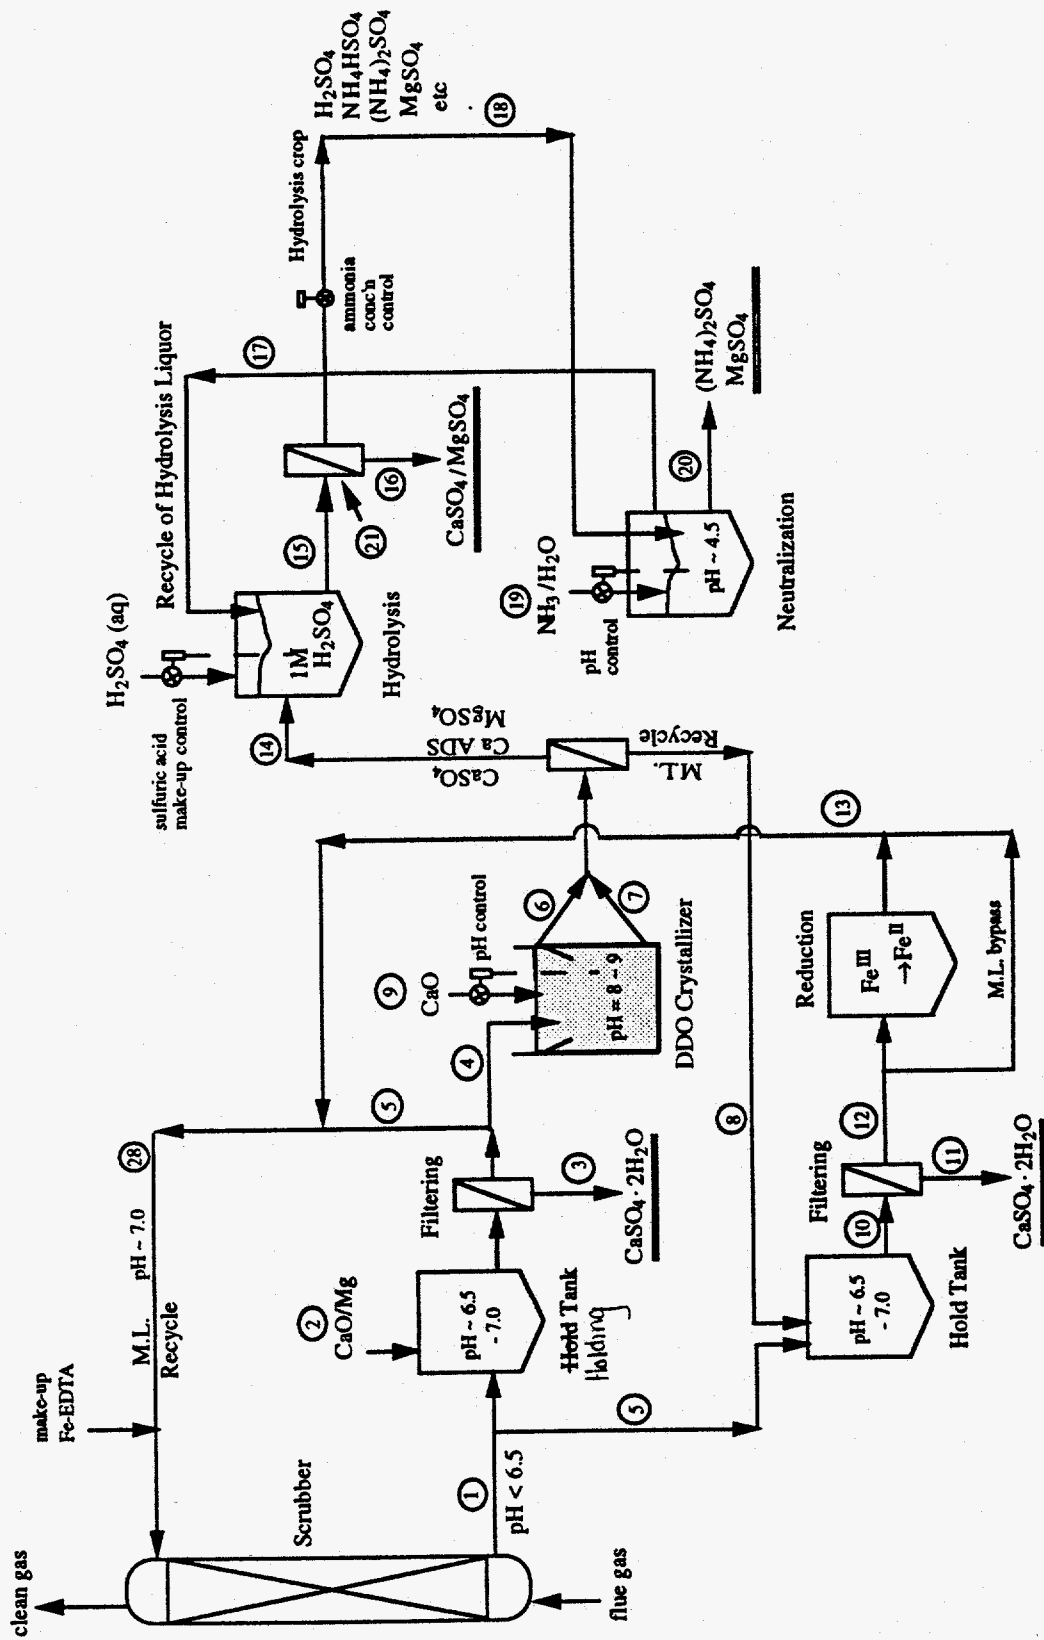 clean gas
flue gas
Scrubber
make-up
Fe-EDTA
M.L. pH ~ 7.0
Recycle
28
1
pH < 6.5
5
2
CaO/Mg
pH ~ 6.5
- 7.0
Hold Tank
Holding
Filtering
3
CaSO4 · 2H2O
5
4
9
CaO
pH control
pH = 8 - 9
DDO Crystallizer
6
7
8
M.L.
Recycle
pH ~ 6.5
- 7.0
Hold Tank
10
Filtering
11
CaSO4 · 2H2O
12
Reduction
FeIII
→FeII
M.L. bypass
13
CaSO4
Ca ADS
MgSO4
14
sulfuric acid
make-up control
H2SO4 (aq)
Recycle of Hydrolysis Liquor
1M
H2SO4
Hydrolysis
15
21
16
CaSO4/MgSO4
17
ammonia
conc'n
control
Hydrolysis crop
H2SO4
NH4HSO4
(NH4)2SO4
MgSO4
etc
18
19
NH3/H2O
pH
control
pH ~ 4.5
Neutralization
20
(NH4)2SO4
MgSO4